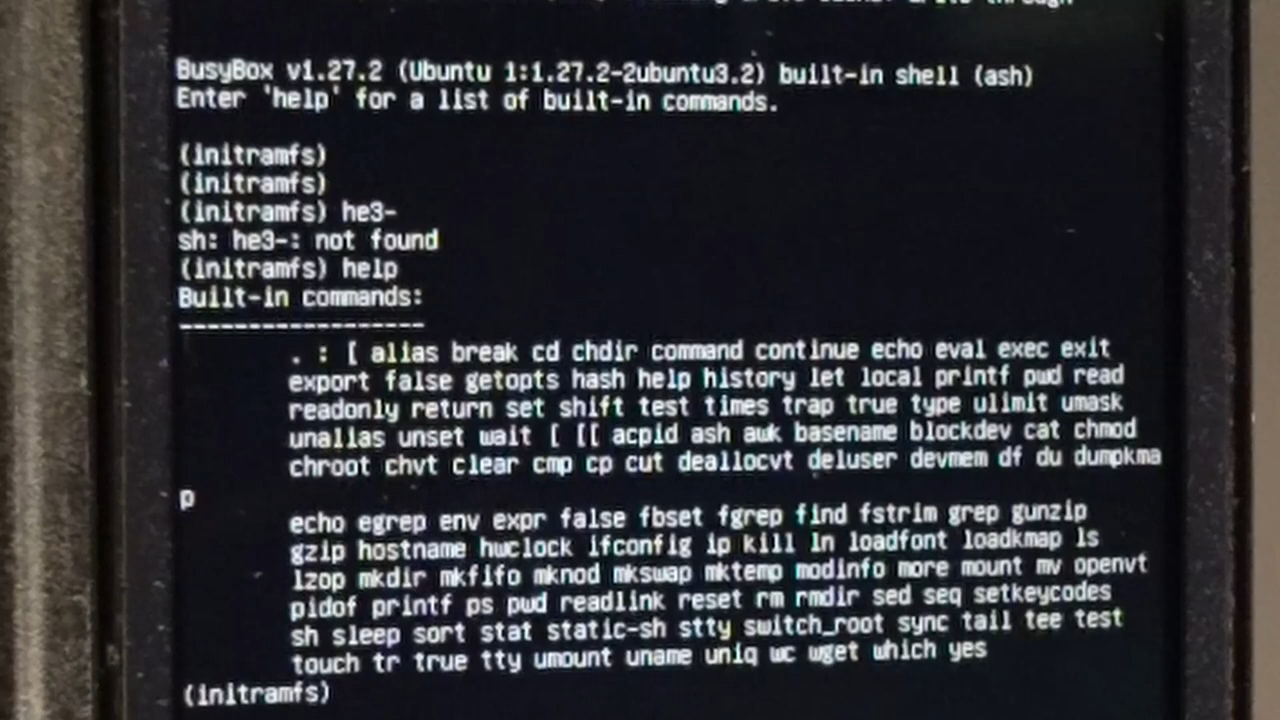 through
BusyBox v1.27.2 (Ubuntu 1:1.27.2-2ubuntu3.2) built-in shell (ash)
Enter 'help' for a list of built-in commands.
(initramfs)
(initramfs)
(initramfs) he3-
sh: he3-: not found
(initramfs) help
Built-in commands:
------------------
. : [ alias break cd chdir command continue echo eval exec exit
export false getopts hash help history let local printf pwd read
readonly return set shift test times trap true type ulimit umask
unalias unset wait [ [[ acpid ash awk basename blockdev cat chmod
chroot chvt clear cmp cp cut deallocvt deluser devmem df du dumpkma
p
echo egrep env expr false fbset fgrep find fstrim grep gunzip
gzip hostname hwclock ifconfig ip kill ln loadfont loadkmap ls
lzop mkdir mkfifo mknod mkswap mktemp modinfo more mount mv openvt
pidof printf ps pwd readlink reset rm rmdir sed seq setkeycodes
sh sleep sort stat static-sh stty switch_root sync tail tee test
touch tr true tty umount uname uniq wc wget which yes
(initramfs)